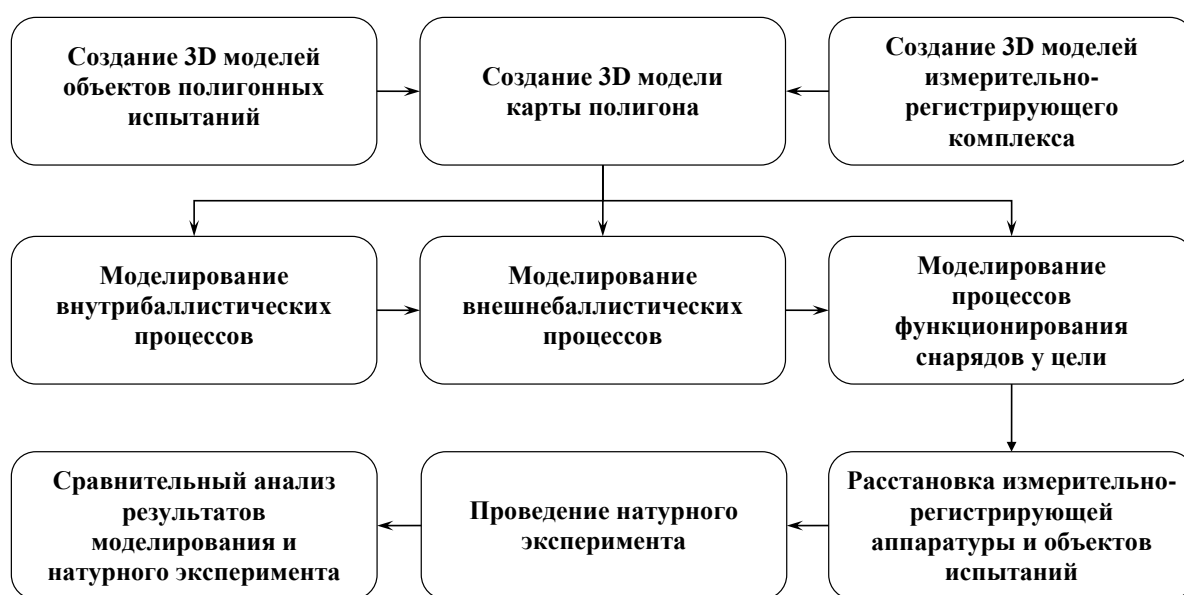 Создание 3D моделей
объектов полигонных
испытаний
Создание 3D модели
карты полигона
Создание 3D моделей
измерительно-
регистрирующего
комплекса
Моделирование
внутрибаллистических
процессов
Моделирование
внешнебаллистических
процессов
Моделирование
процессов
функционирования
снарядов у цели
Сравнительный анализ
результатов
моделирования и
натурного эксперимента
Проведение натурного
эксперимента
Расстановка измерительно-
регистрирующей
аппаратуры и объектов
испытаний